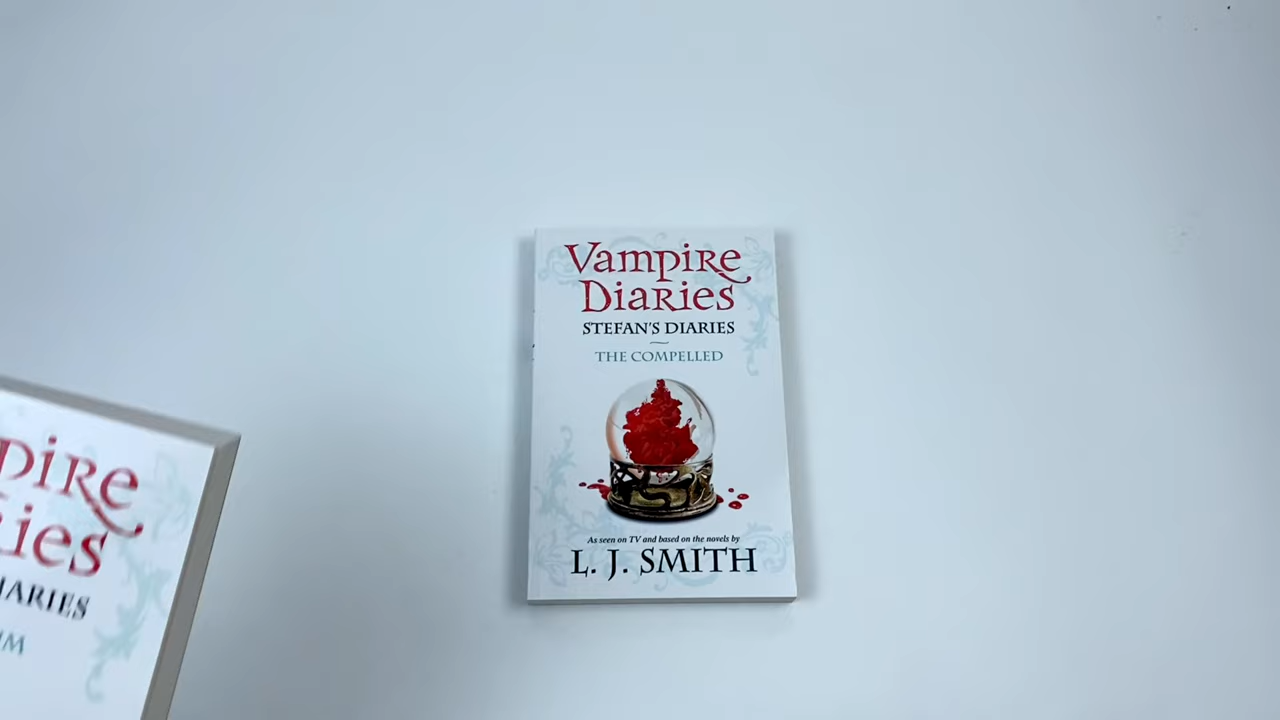 Vampire
Diaries
STEFAN'S DIARIES
THE COMPELLED
As seen on TV and based on the novels by
L. J. SMITH
pire
ies
IARIES
IM